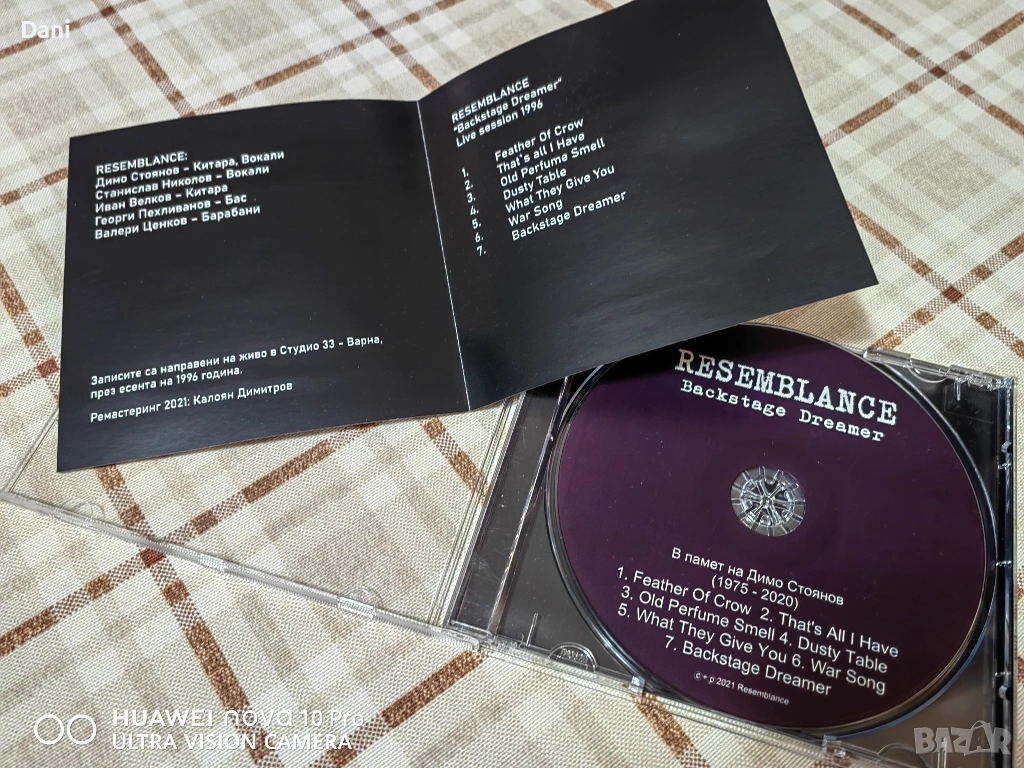 Dani
RESEMBLANCE:
Димо Стоянов - Китара, Вокали
Станислав Николов - Вокали
Иван Велков - Китара
Георги Пехливанов - Бас
Валери Ценков - Барабани
Записите са направени на живо в Студио 33 - Варна,
през есента на 1996 година.
Ремастеринг 2021: Калоян Димитров
RESEMBLANCE
"Backstage Dreamer"
Live session 1996
1. Feather Of Crow
2. That's all I Have
3. Old Perfume Smell
4. Dusty Table
5. What They Give You
6. War Song
7. Backstage Dreamer
RESEMBLANCE
Backstage Dreamer
В памет на Димо Стоянов
(1975 - 2020)
1. Feather Of Crow 2. That's All I Have
3. Old Perfume Smell 4. Dusty Table
5. What They Give You 6. War Song
7. Backstage Dreamer
c + p 2021 Resemblance
HUAWEI nova 10 Pro
ULTRA VISION CAMERA
BAZAR